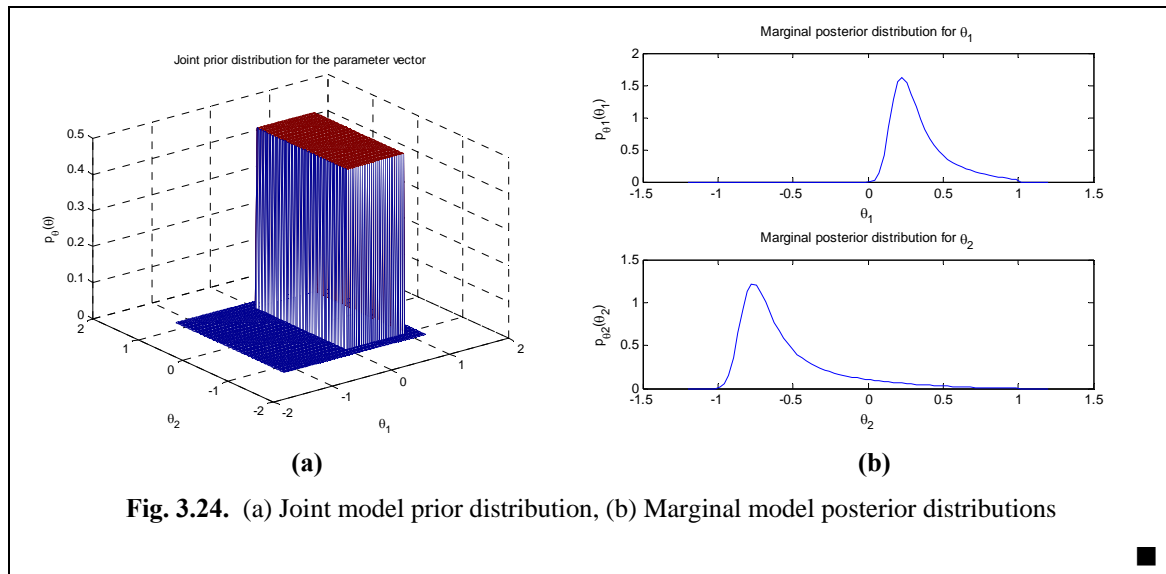 Joint prior distribution for the parameter vector
0.5
0.4
0.3
0.2
0.1
0
pθ(θ)
2
1
0
-1
-2
θ2
-2
-1
0
1
2
θ1
(a)
Marginal posterior distribution for θ1
2
1.5
1
0.5
0
pθ1(θ1)
-1.5 -1 -0.5 0 0.5 1 1.5
θ1
Marginal posterior distribution for θ2
1.5
1
0.5
0
pθ2(θ2)
-1.5 -1 -0.5 0 0.5 1 1.5
θ2
(b)
Fig. 3.24. (a) Joint model prior distribution, (b) Marginal model posterior distributions